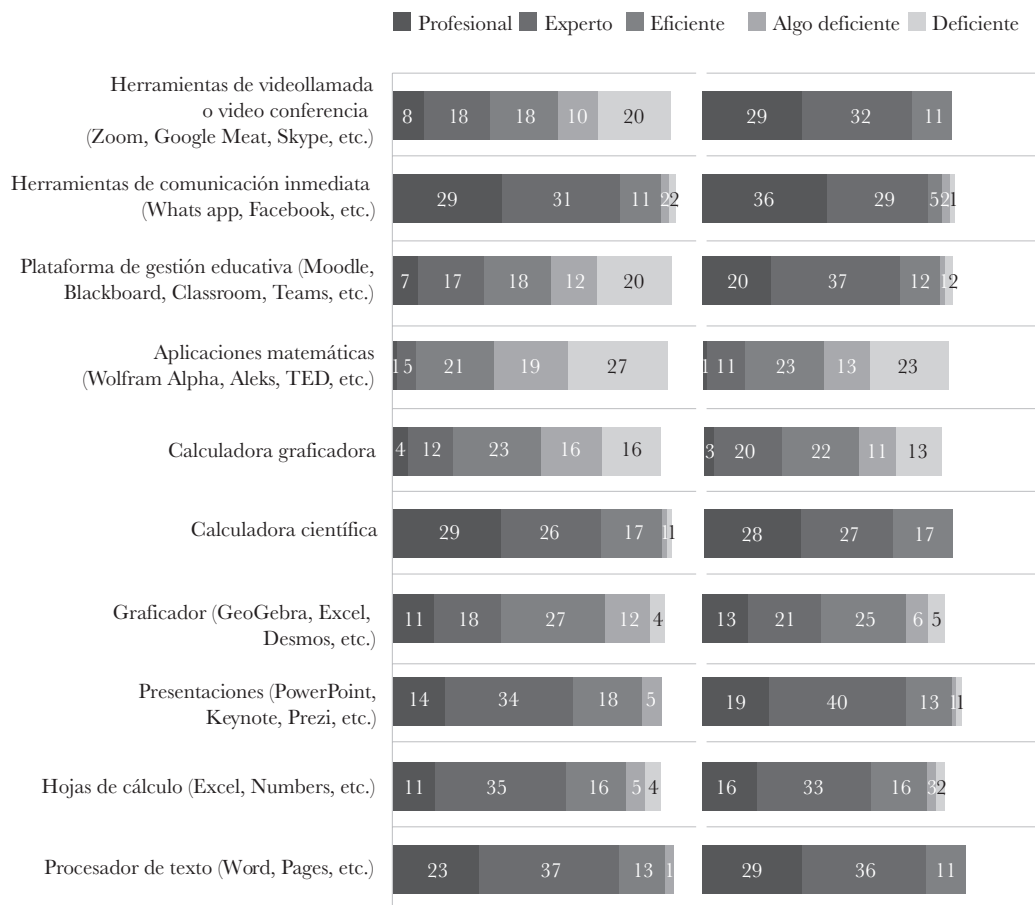 Profesional Experto Eficiente Algo deficiente Deficiente
Herramientas de videollamada
o video conferencia
(Zoom, Google Meat, Skype, etc.)
8 18 18 10 20 29 32 11
Herramientas de comunicación inmediata
(Whats app, Facebook, etc.)
29 31 11 2 2 36 29 5 2 1
Plataforma de gestión educativa (Moodle,
Blackboard, Classroom, Teams, etc.)
7 17 18 12 20 20 37 12 1 2
Aplicaciones matemáticas
(Wolfram Alpha, Aleks, TED, etc.)
1 5 21 19 27 1 11 23 13 23
Calculadora graficadora
4 12 23 16 16 3 20 22 11 13
Calculadora científica
29 26 17 1 1 28 27 17
Graficador (GeoGebra, Excel,
Desmos, etc.)
11 18 27 12 4 13 21 25 6 5
Presentaciones (PowerPoint,
Keynote, Prezi, etc.)
14 34 18 5 19 40 13 1 1
Hojas de cálculo (Excel, Numbers, etc.)
11 35 16 5 4 16 33 16 3 2
Procesador de texto (Word, Pages, etc.)
23 37 13 1 29 36 11